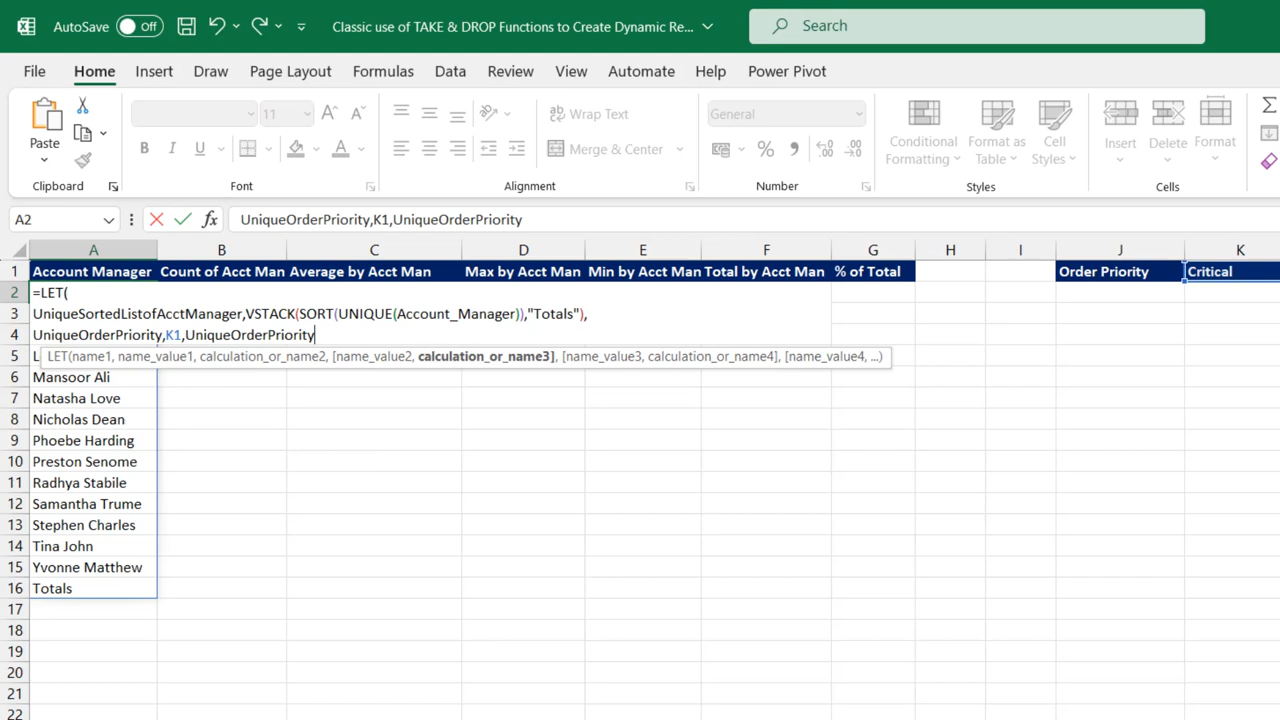 AutoSave Off Classic use of TAKE & DROP Functions to Create Dynamic Re... Search
File Home Insert Draw Page Layout Formulas Data Review View Automate Help Power Pivot
11 Wrap Text General
Paste B I U Merge & Center % Conditional Formatting Format as Table Cell Styles Insert Delete Format
Clipboard Font Alignment Number Styles Cells
A2 fx UniqueOrderPriority,K1,UniqueOrderPriority
A B C D E F G H I J K
1 Account Manager Count of Acct Man Average by Acct Man Max by Acct Man Min by Acct Man Total by Acct Man % of Total Order Priority Critical
2 =LET(
3 UniqueSortedListofAcctManager,VSTACK(SORT(UNIQUE(Account_Manager)),"Totals"),
4 UniqueOrderPriority,K1,UniqueOrderPriority
5 L LET(name1, name_value1, calculation_or_name2, [name_value2, calculation_or_name3], [name_value3, calculation_or_name4], [name_value4, ...)
6 Mansoor Ali
7 Natasha Love
8 Nicholas Dean
9 Phoebe Harding
10 Preston Senome
11 Radhya Stabile
12 Samantha Trume
13 Stephen Charles
14 Tina John
15 Yvonne Matthew
16 Totals
17
18
19
20
21
22